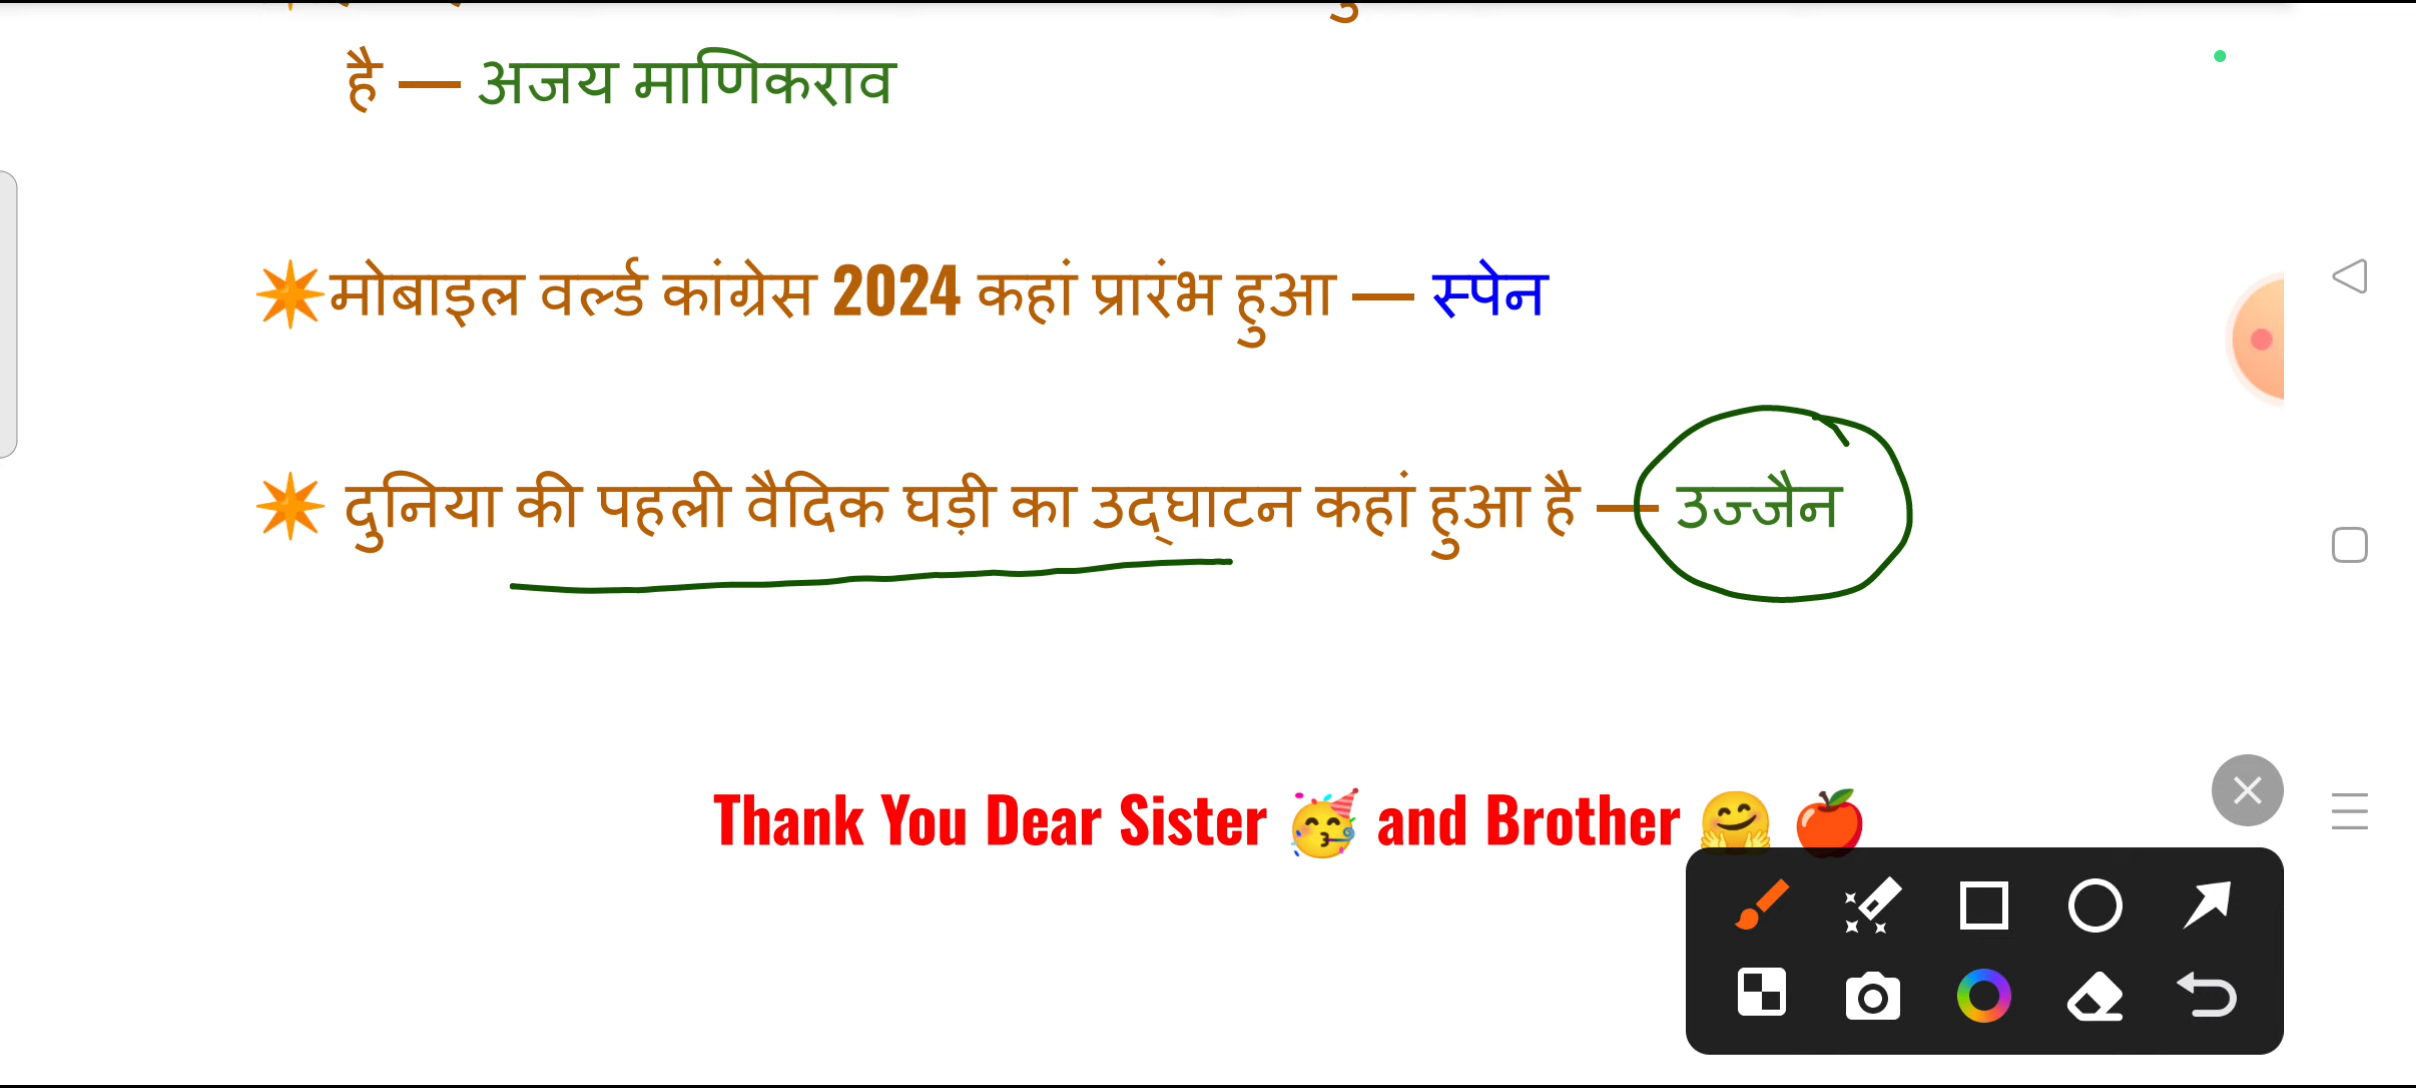 है — अजय माणिकराव
मोबाइल वर्ल्ड कांग्रेस 2024 कहां प्रारंभ हुआ — स्पेन
दुनिया की पहली वैदिक घड़ी का उद्घाटन कहां हुआ है — उज्जैन
Thank You Dear Sister 🥳 and Brother 🤗 🍎